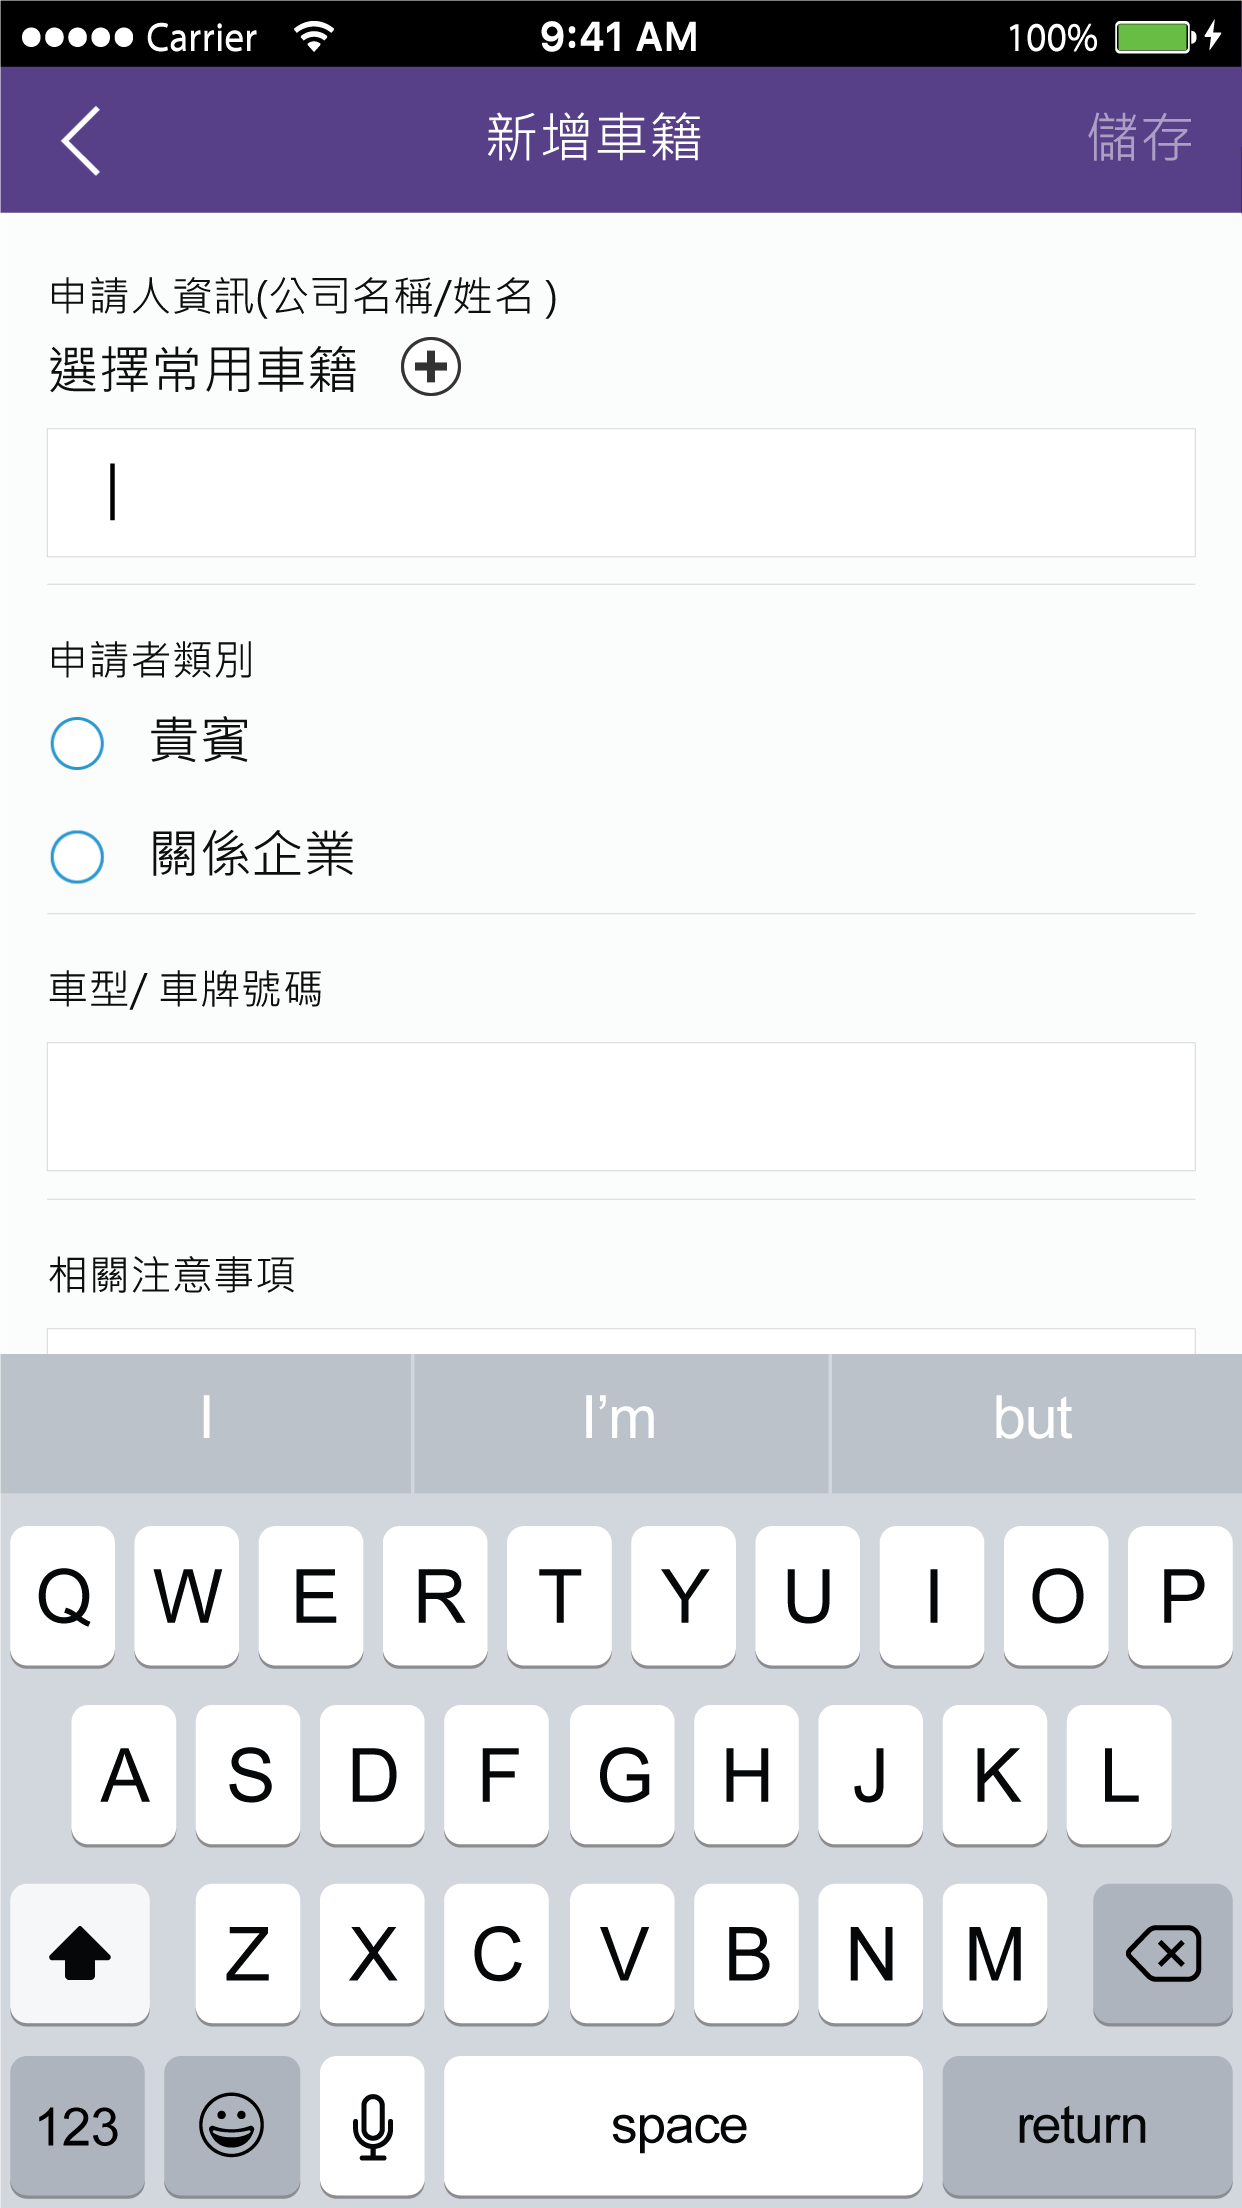 Carrier 9:41 AM 100%
新增車籍 儲存
申請人資訊(公司名稱/姓名 )
選擇常用車籍
申請者類別
貴賓
關係企業
車型/ 車牌號碼
相關注意事項
I I’m but
Q W E R T Y U I O P
A S D F G H J K L
Z X C V B N M
123 space return